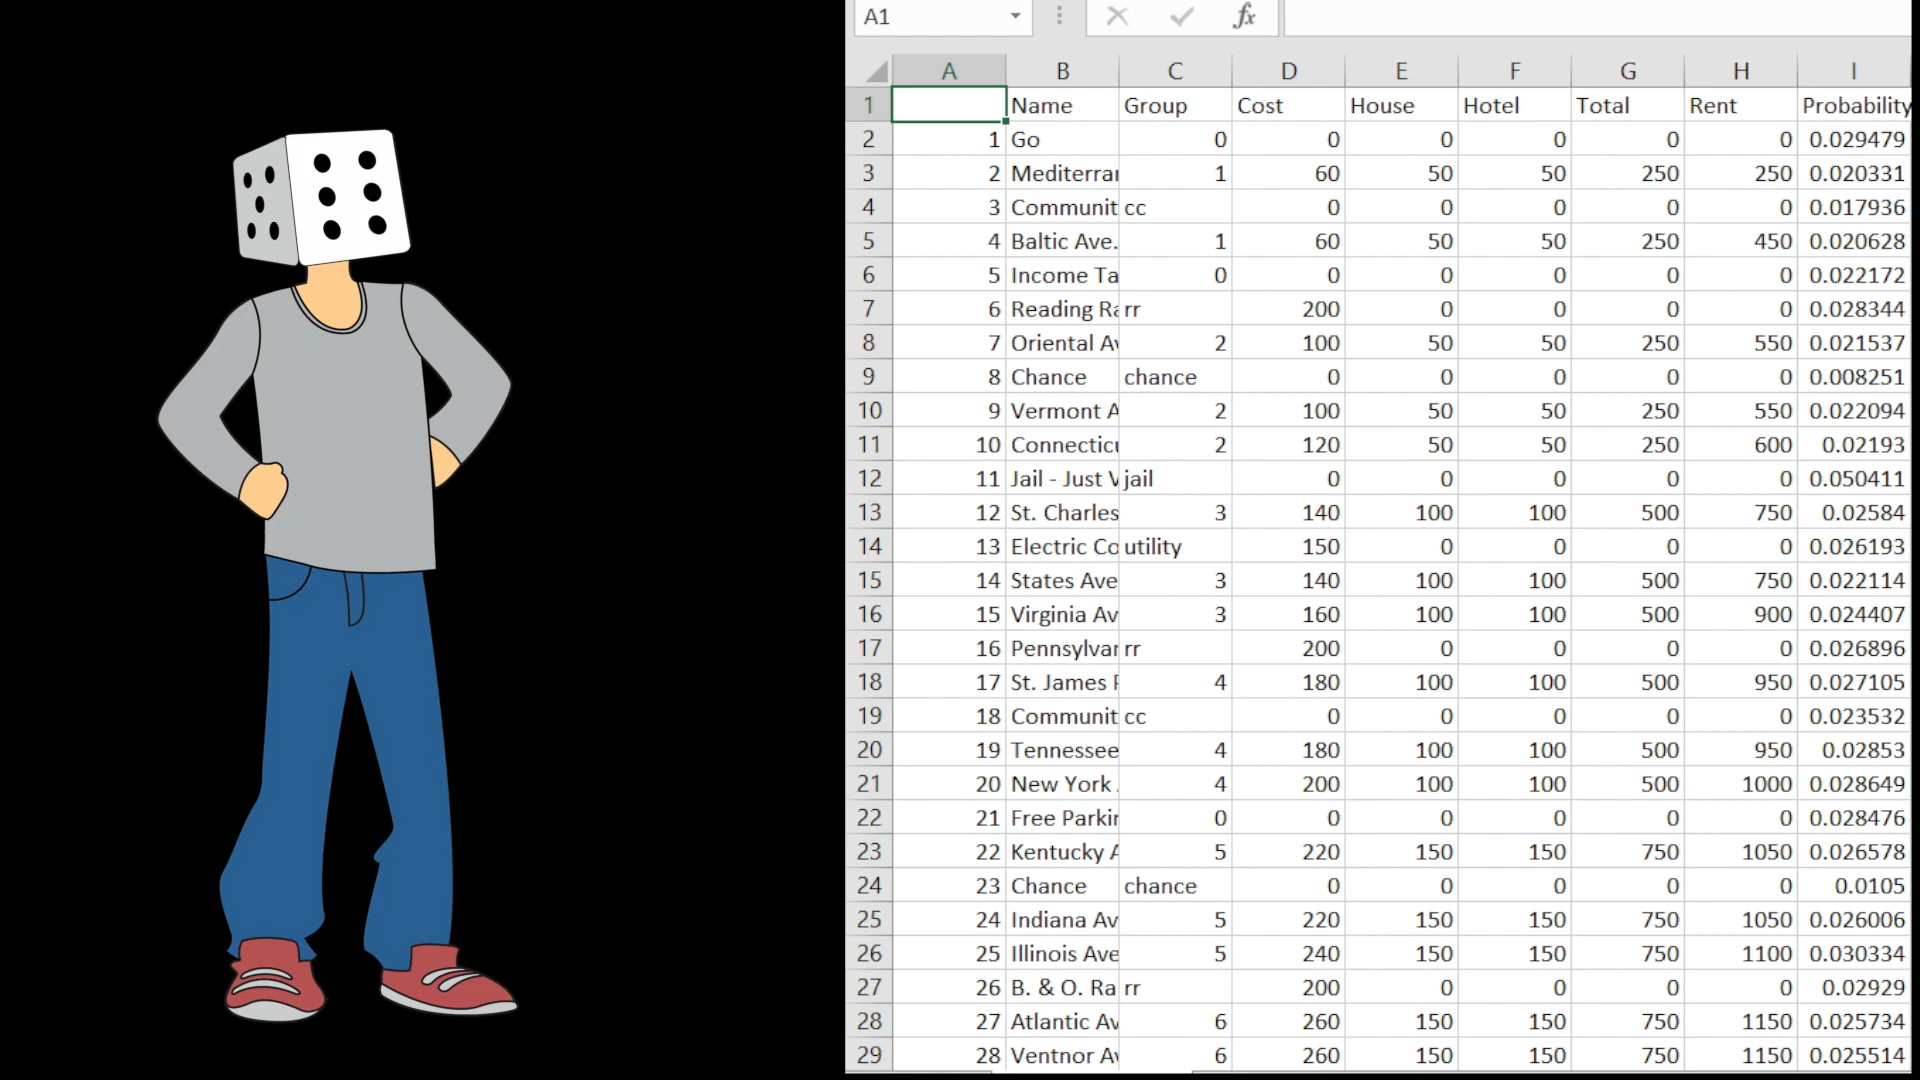 A1 fx
A B C D E F G H I
1 Name Group Cost House Hotel Total Rent Probability
2 1 Go 0 0 0 0 0 0 0.029479
3 2 Mediterrar 1 60 50 50 250 250 0.020331
4 3 Communit cc 0 0 0 0 0 0.017936
5 4 Baltic Ave. 1 60 50 50 250 450 0.020628
6 5 Income Ta 0 0 0 0 0 0 0.022172
7 6 Reading Ra rr 200 0 0 0 0 0.028344
8 7 Oriental Av 2 100 50 50 250 550 0.021537
9 8 Chance chance 0 0 0 0 0 0.008251
10 9 Vermont A 2 100 50 50 250 550 0.022094
11 10 Connecticu 2 120 50 50 250 600 0.02193
12 11 Jail - Just V jail 0 0 0 0 0 0.050411
13 12 St. Charles 3 140 100 100 500 750 0.02584
14 13 Electric Co utility 150 0 0 0 0 0.026193
15 14 States Ave 3 140 100 100 500 750 0.022114
16 15 Virginia Av 3 160 100 100 500 900 0.024407
17 16 Pennsylvar rr 200 0 0 0 0 0.026896
18 17 St. James P 4 180 100 100 500 950 0.027105
19 18 Communit cc 0 0 0 0 0 0.023532
20 19 Tennessee 4 180 100 100 500 950 0.02853
21 20 New York 4 200 100 100 500 1000 0.028649
22 21 Free Parkin 0 0 0 0 0 0 0.028476
23 22 Kentucky A 5 220 150 150 750 1050 0.026578
24 23 Chance chance 0 0 0 0 0 0.0105
25 24 Indiana Av 5 220 150 150 750 1050 0.026006
26 25 Illinois Ave 5 240 150 150 750 1100 0.030334
27 26 B. & O. Ra rr 200 0 0 0 0 0.02929
28 27 Atlantic Av 6 260 150 150 750 1150 0.025734
29 28 Ventnor Av 6 260 150 150 750 1150 0.025514